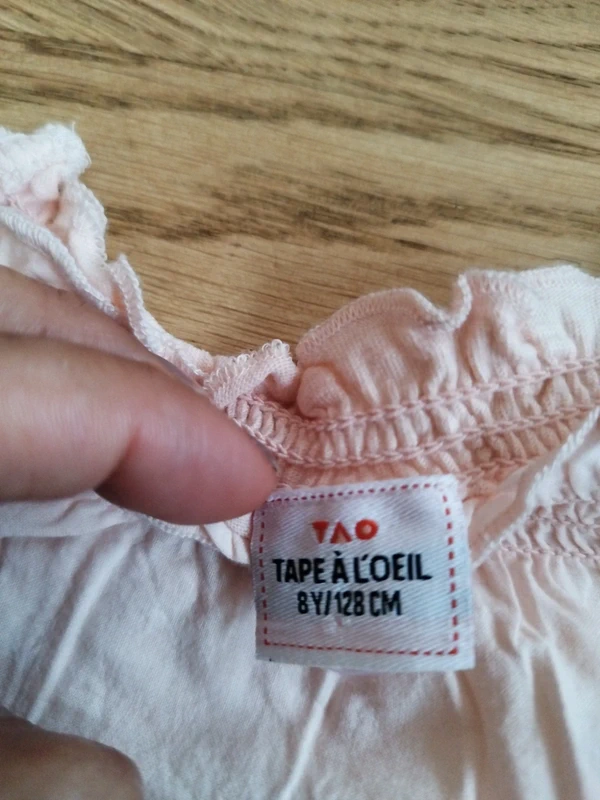 TAO
TAPE À L'OEIL
8Y/128 CM